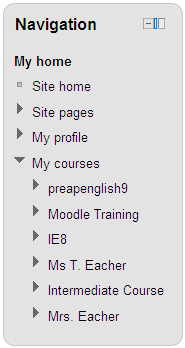 Navigation
My home
Site home
Site pages
My profile
My courses
preapenglish9
Moodle Training
IE8
Ms T. Eacher
Intermediate Course
Mrs. Eacher